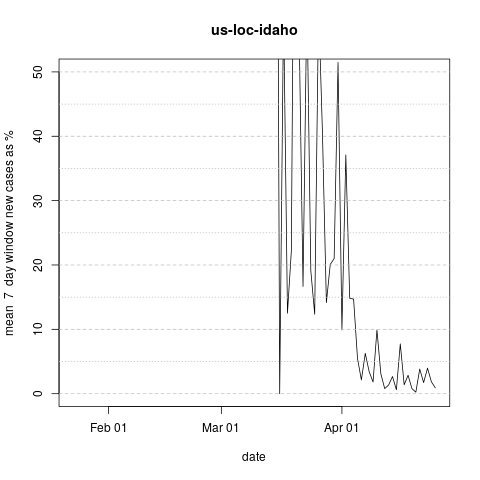 us-loc-idaho
mean  7  day window new cases as %
50
40
30
20
10
0
Feb 01
Mar 01
Apr 01
date